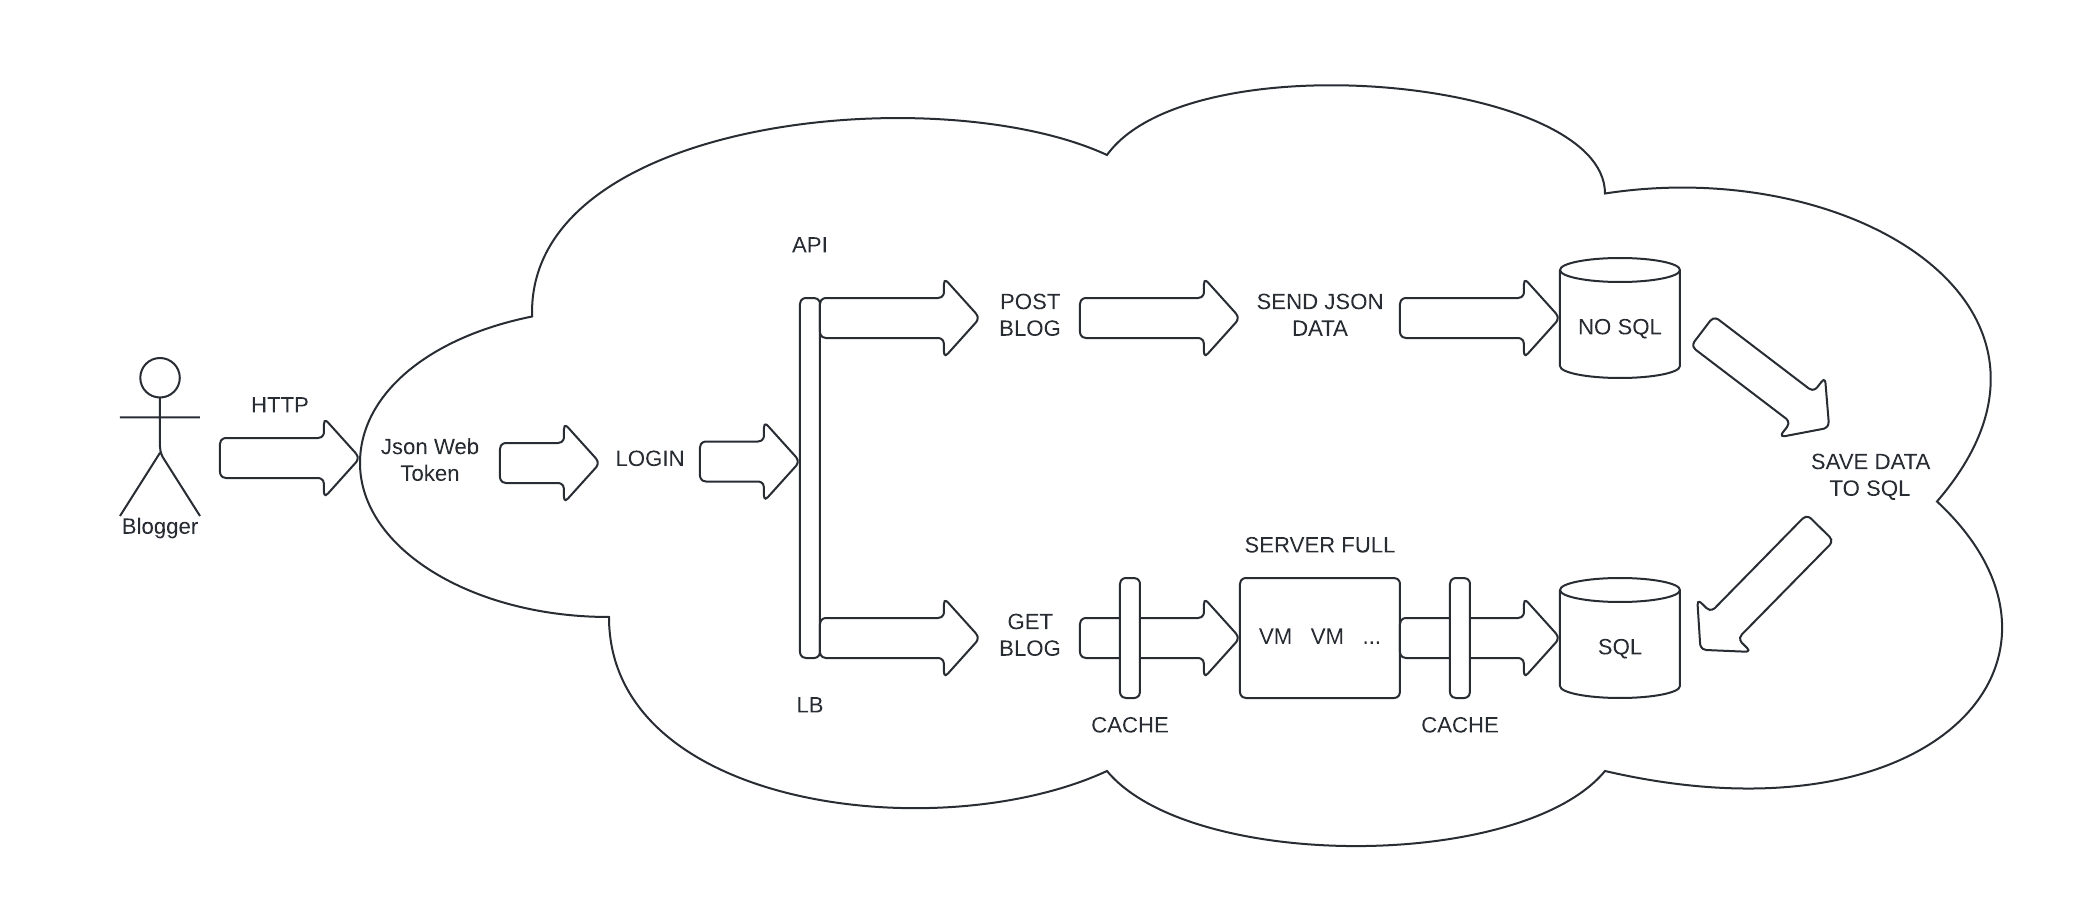 API
POST
BLOG
SEND JSON
DATA
NO SQL
HTTP
Json Web
Token
LOGIN
Blogger
SAVE DATA
TO SQL
SERVER FULL
GET
BLOG
VM VM ...
SQL
LB
CACHE
CACHE